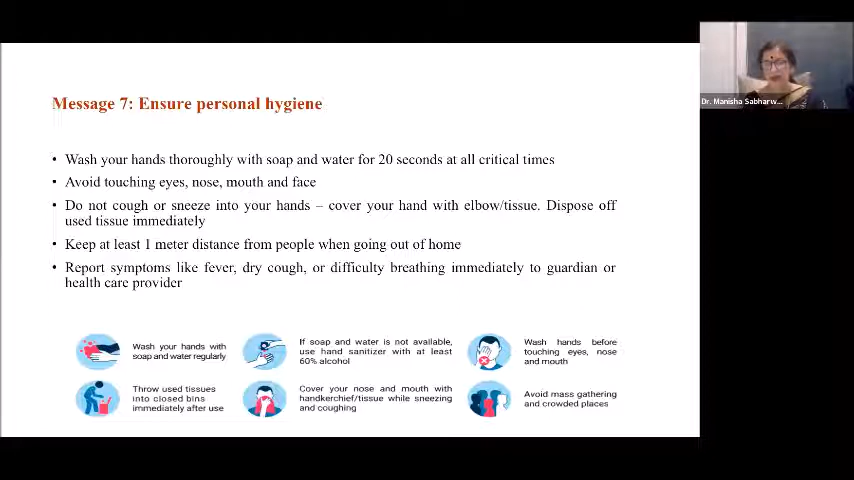 Message 7: Ensure personal hygiene
• Wash your hands thoroughly with soap and water for 20 seconds at all critical times
• Avoid touching eyes, nose, mouth and face
• Do not cough or sneeze into your hands – cover your hand with elbow/tissue. Dispose off
used tissue immediately
• Keep at least 1 meter distance from people when going out of home
• Report symptoms like fever, dry cough, or difficulty breathing immediately to guardian or
health care provider
Wash your hands with
soap and water regularly
If soap and water is not available,
use hand sanitizer with at least
60% alcohol
Wash hands before
touching eyes, nose
and mouth
Throw used tissues
into closed bins
immediately after use
Cover your nose and mouth with
handkerchief/tissue while sneezing
and coughing
Avoid mass gathering
and crowded places
Dr. Manisha Sabharw...